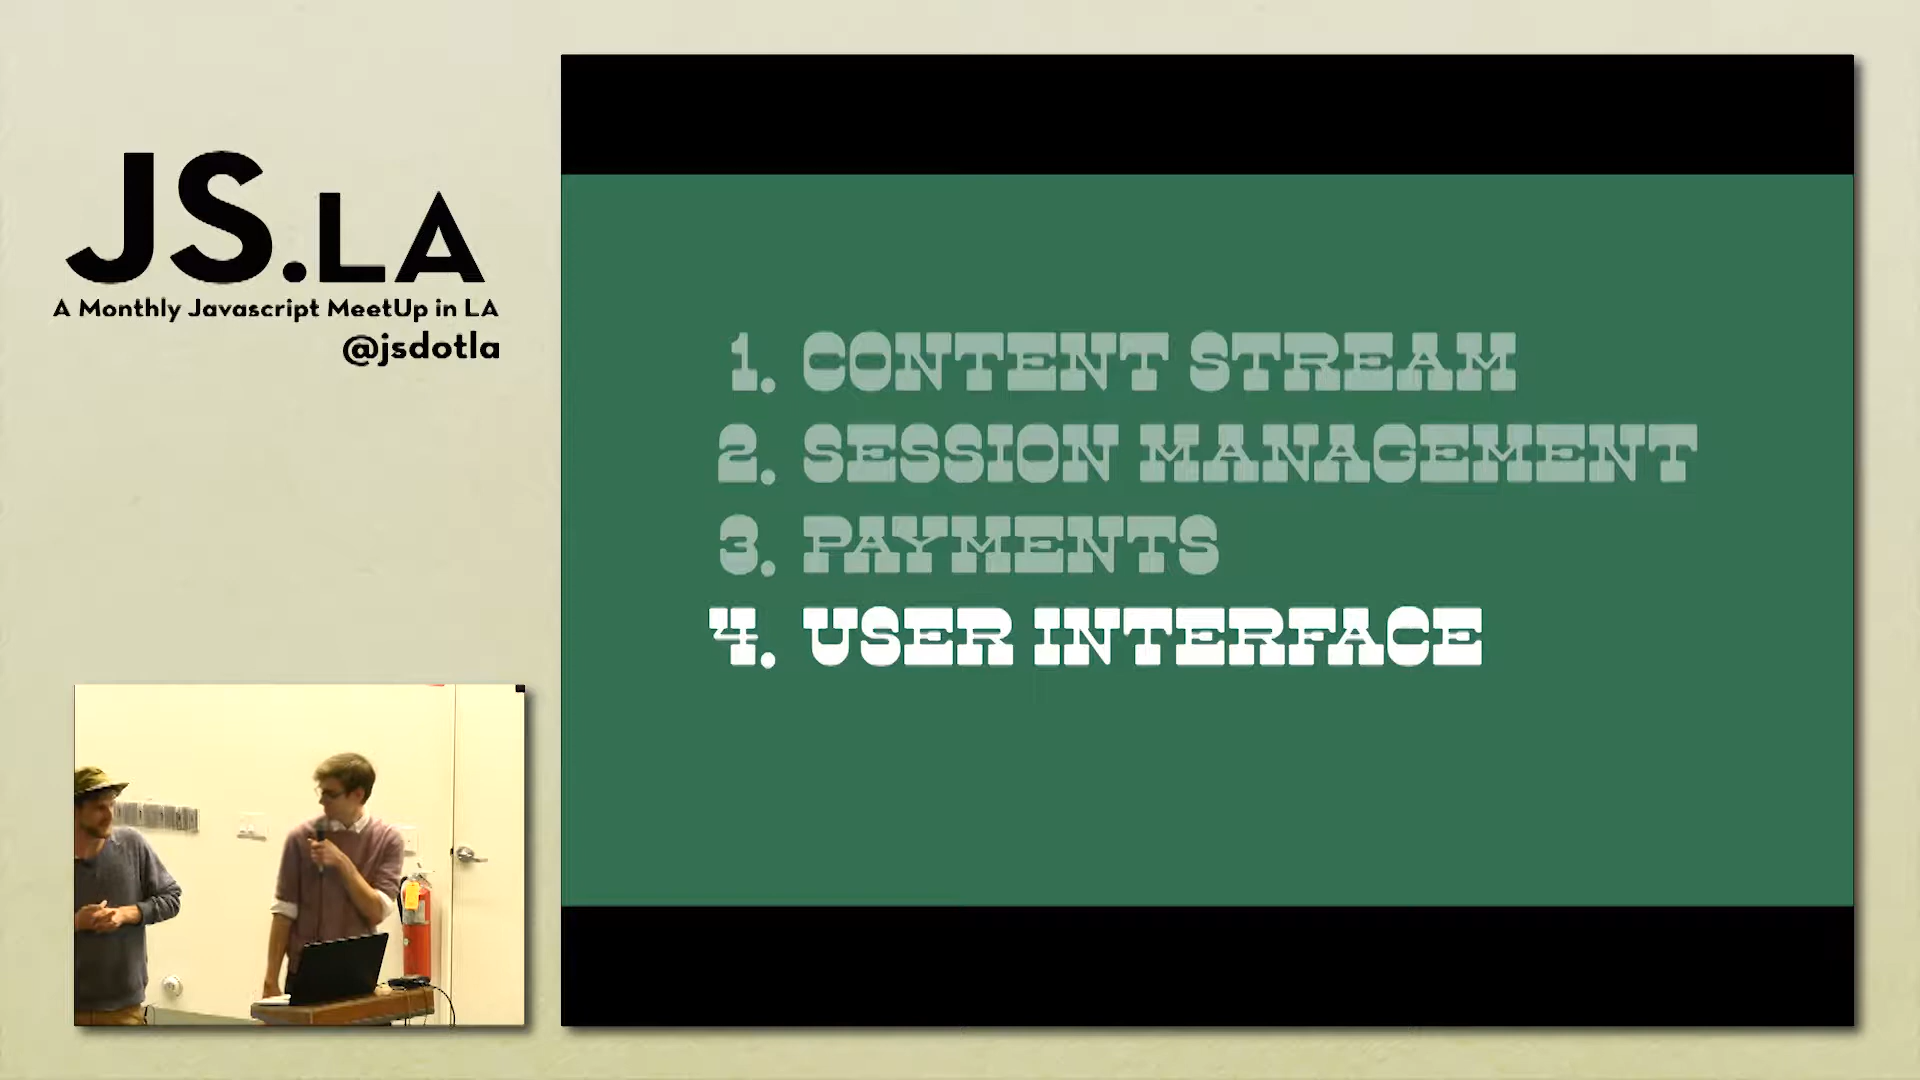 JS.LA
A Monthly Javascript MeetUp in LA
@jsdotla
1. CONTENT STREAM
2. SESSION MANAGEMENT
3. PAYMENTS
4. USER INTERFACE